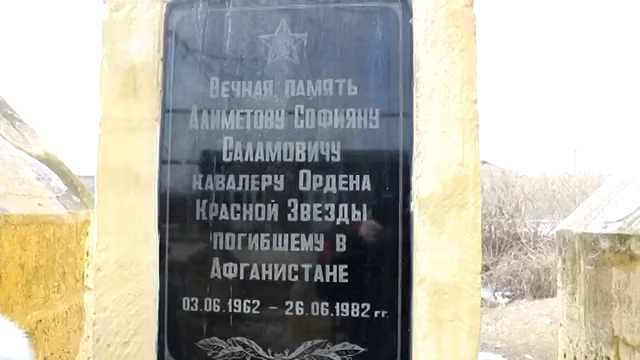 Вечная память
Алиметову Софияну
Саламовичу
кавалеру Ордена
Красной Звезды
погибшему в
Афганистане
03.06.1962 – 26.06.1982 гг.